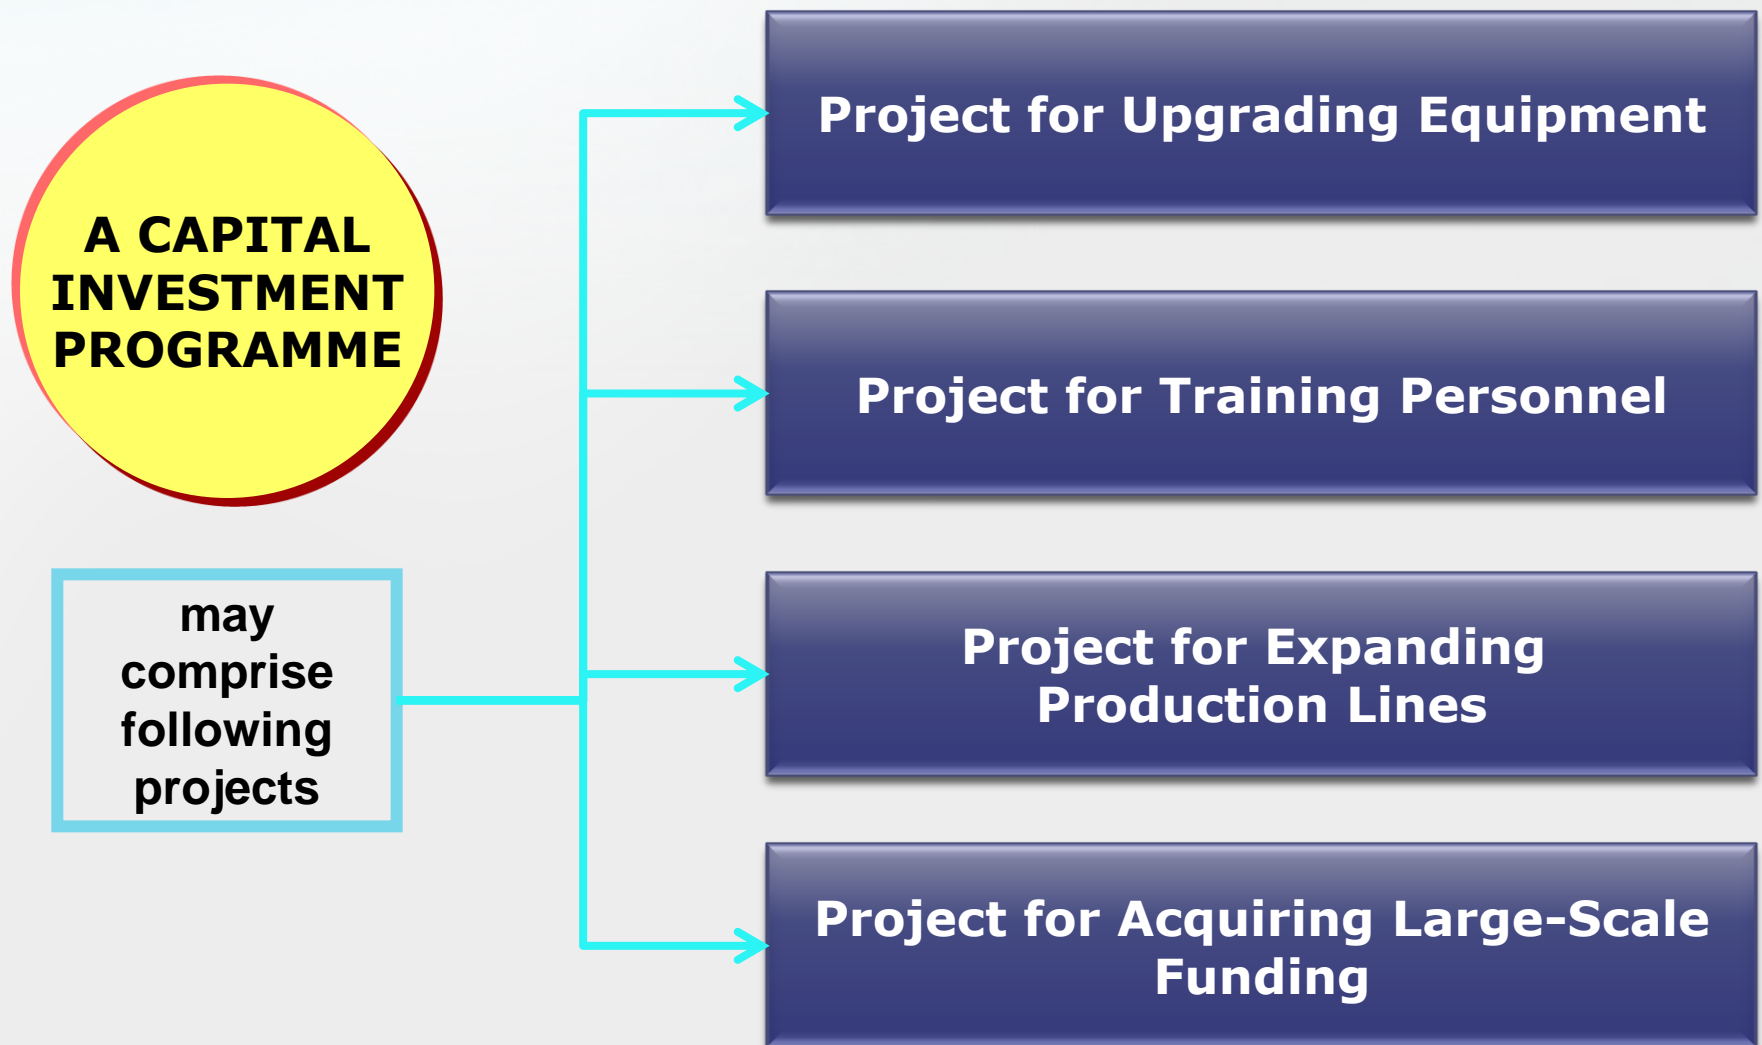 A CAPITAL
INVESTMENT
PROGRAMME
may
comprise
following
projects
Project for Upgrading Equipment
Project for Training Personnel
Project for Expanding
Production Lines
Project for Acquiring Large-Scale
Funding